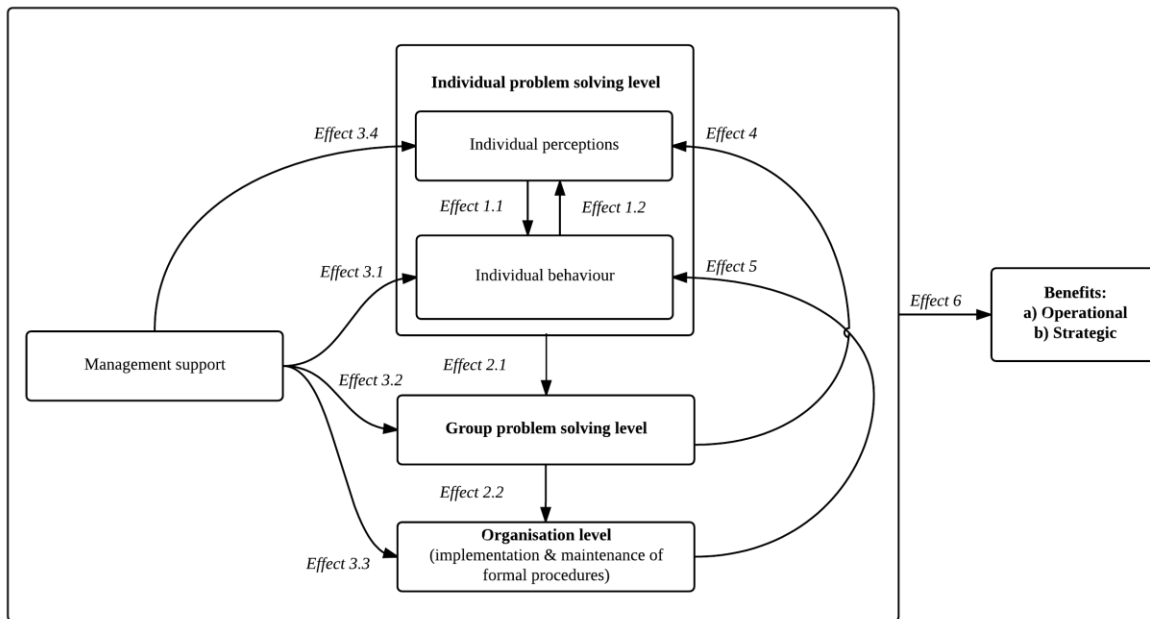 Individual problem solving level
Effect 3.4
Effect 4
Individual perceptions
Effect 1.1
Effect 1.2
Effect 3.1
Individual behaviour
Effect 5
Effect 6
Benefits:
a) Operational
b) Strategic
Management support
Effect 2.1
Effect 3.2
Group problem solving level
Effect 2.2
Organisation level
(implementation & maintenance of
formal procedures)
Effect 3.3